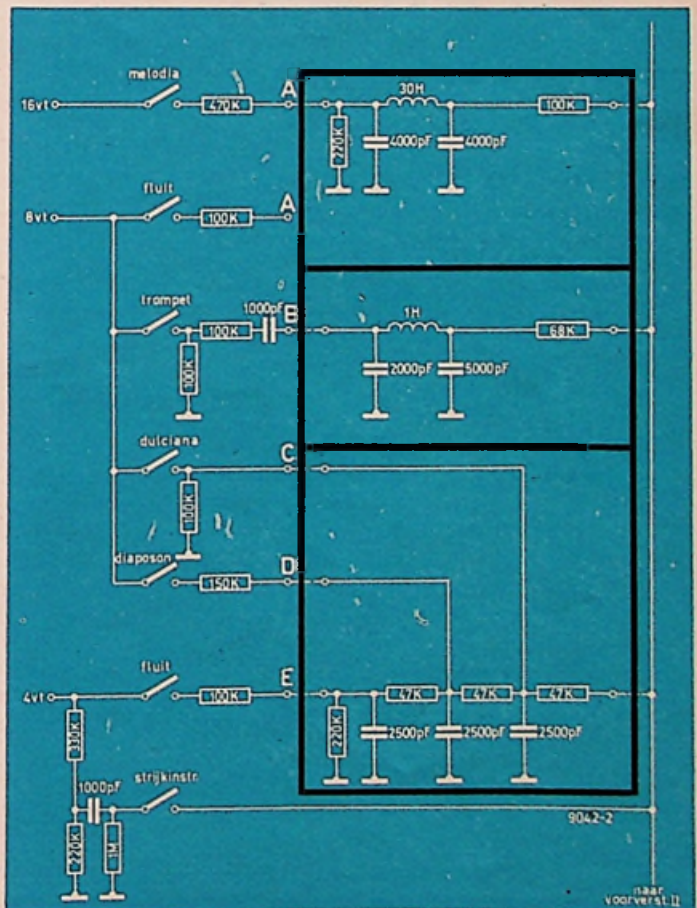 melodia
16vt
470K
A
30H
100K
220K
4000pF
4000pF
fluit
8vt
100K
A
trompet
1000pF
B
100K
100K
1H
68K
2000pF
5000pF
dulciana
C
100K
diapason
D
150K
fluit
4vt
100K
E
47K
47K
47K
330K
220K
2500pF
2500pF
2500pF
1000pF
strijkinstr.
220K
1M
9042-2
naar
voorverst.II